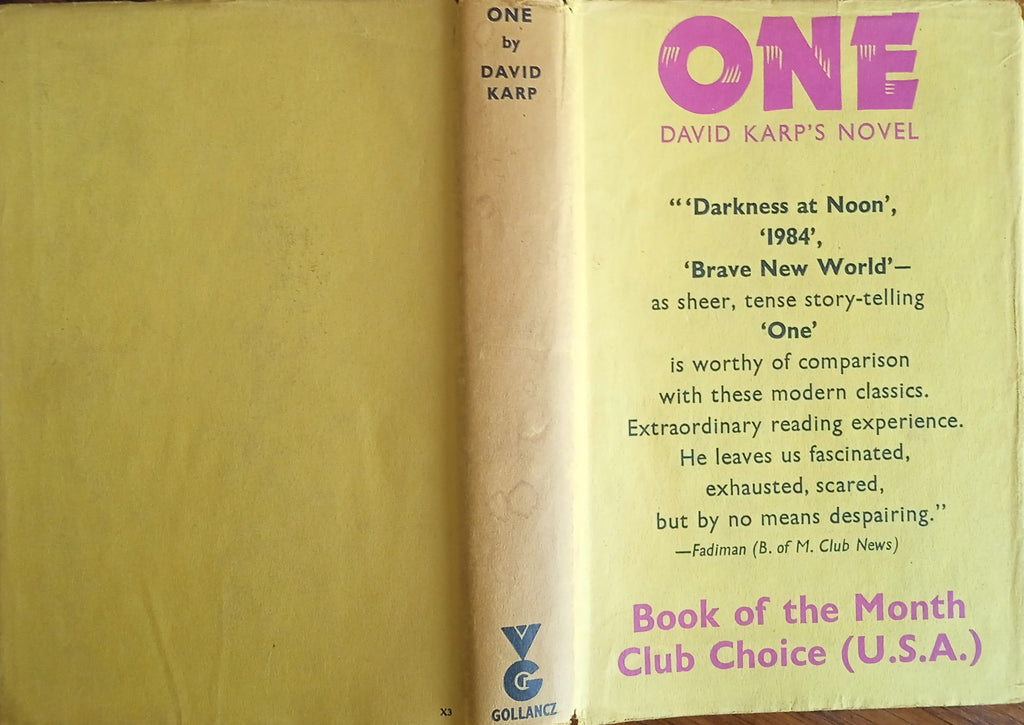 X3
ONE
by
DAVID
KARP
VG
GOLLANCZ
ONE
DAVID KARP'S NOVEL
“‘Darkness at Noon’,
‘1984’,
‘Brave New World’—
as sheer, tense story-telling
‘One’
is worthy of comparison
with these modern classics.
Extraordinary reading experience.
He leaves us fascinated,
exhausted, scared,
but by no means despairing.”
—Fadiman (B. of M. Club News)
Book of the Month
Club Choice (U.S.A.)